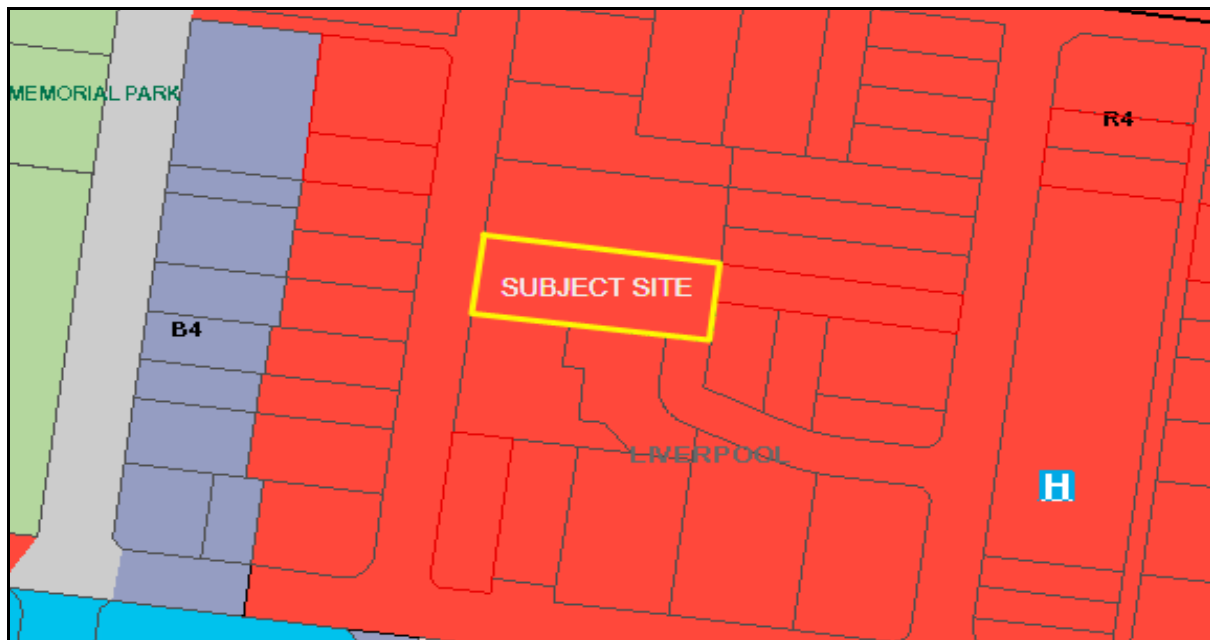 MEMORIAL PARK
R4
SUBJECT SITE
B4
LIVERPOOL
H